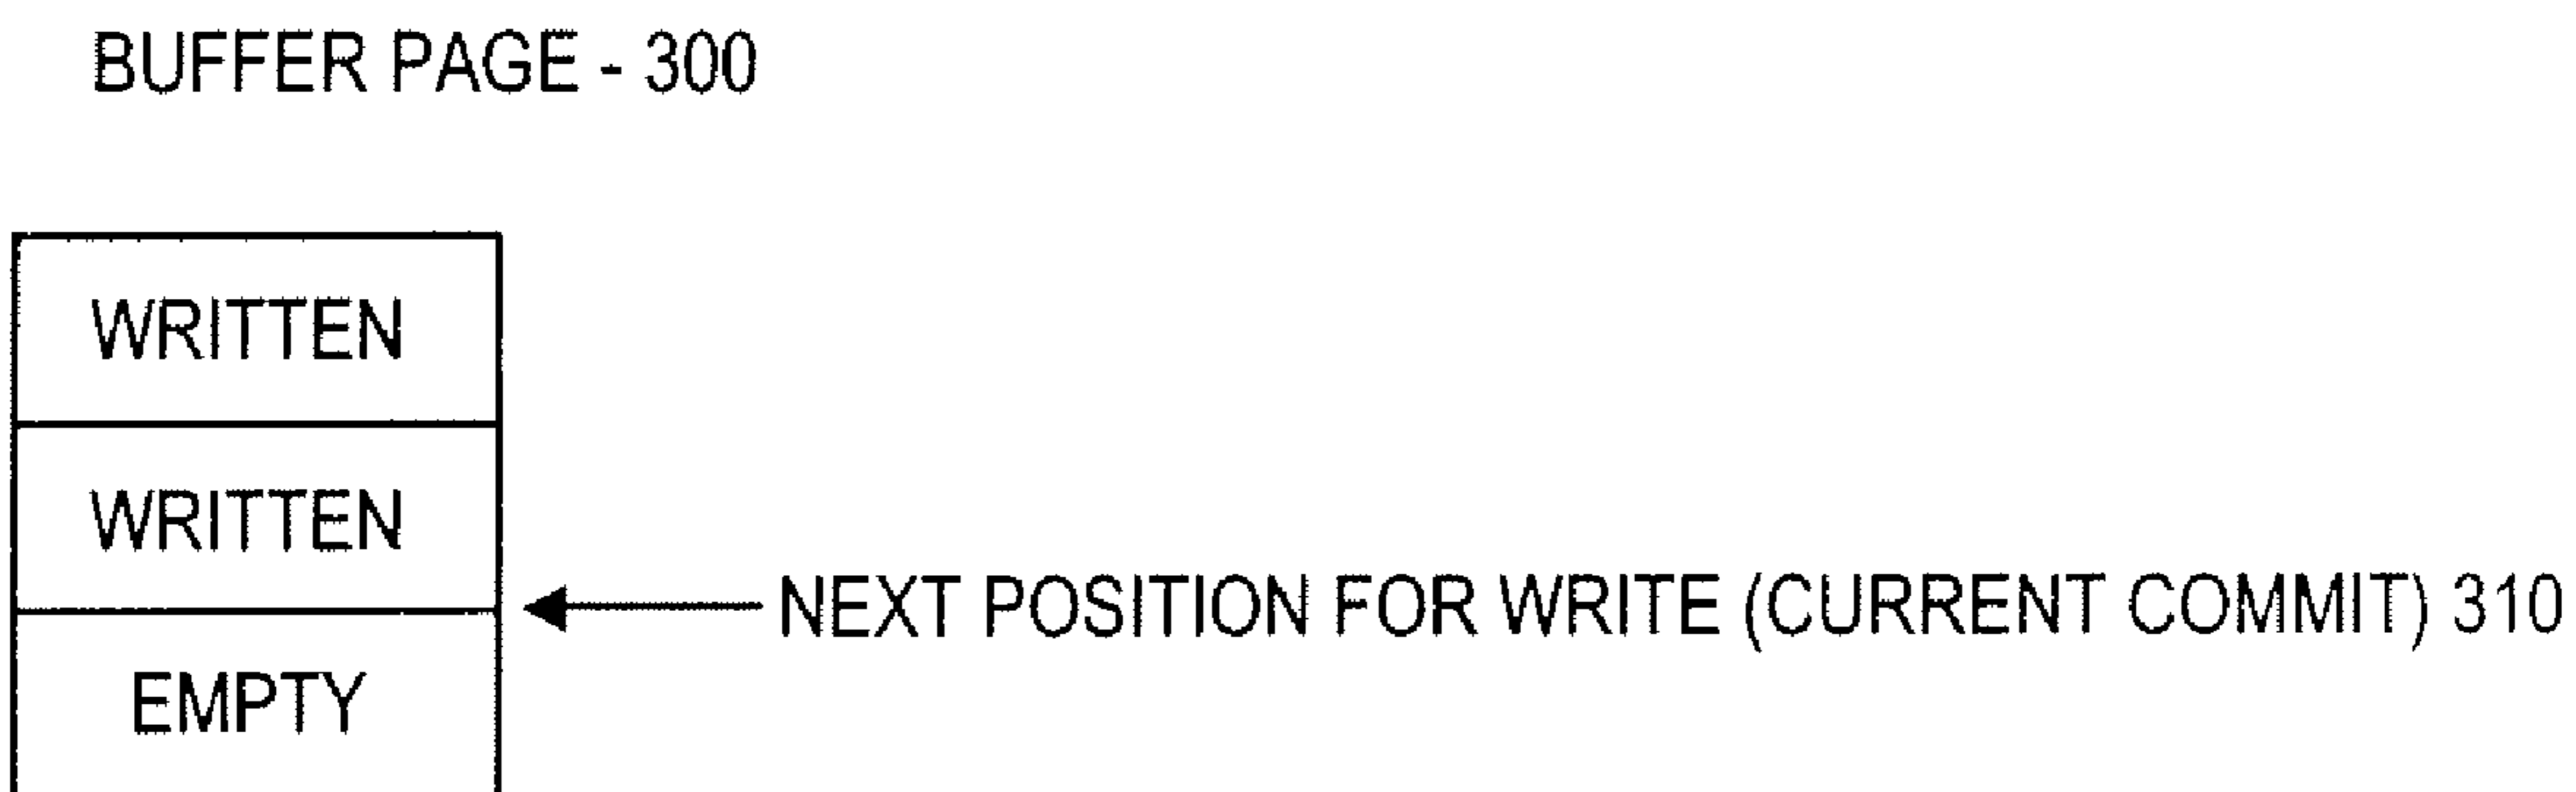 BUFFER PAGE - 300
WRITTEN
WRITTEN
NEXT POSITION FOR WRITE (CURRENT COMMIT) 310
EMPTY